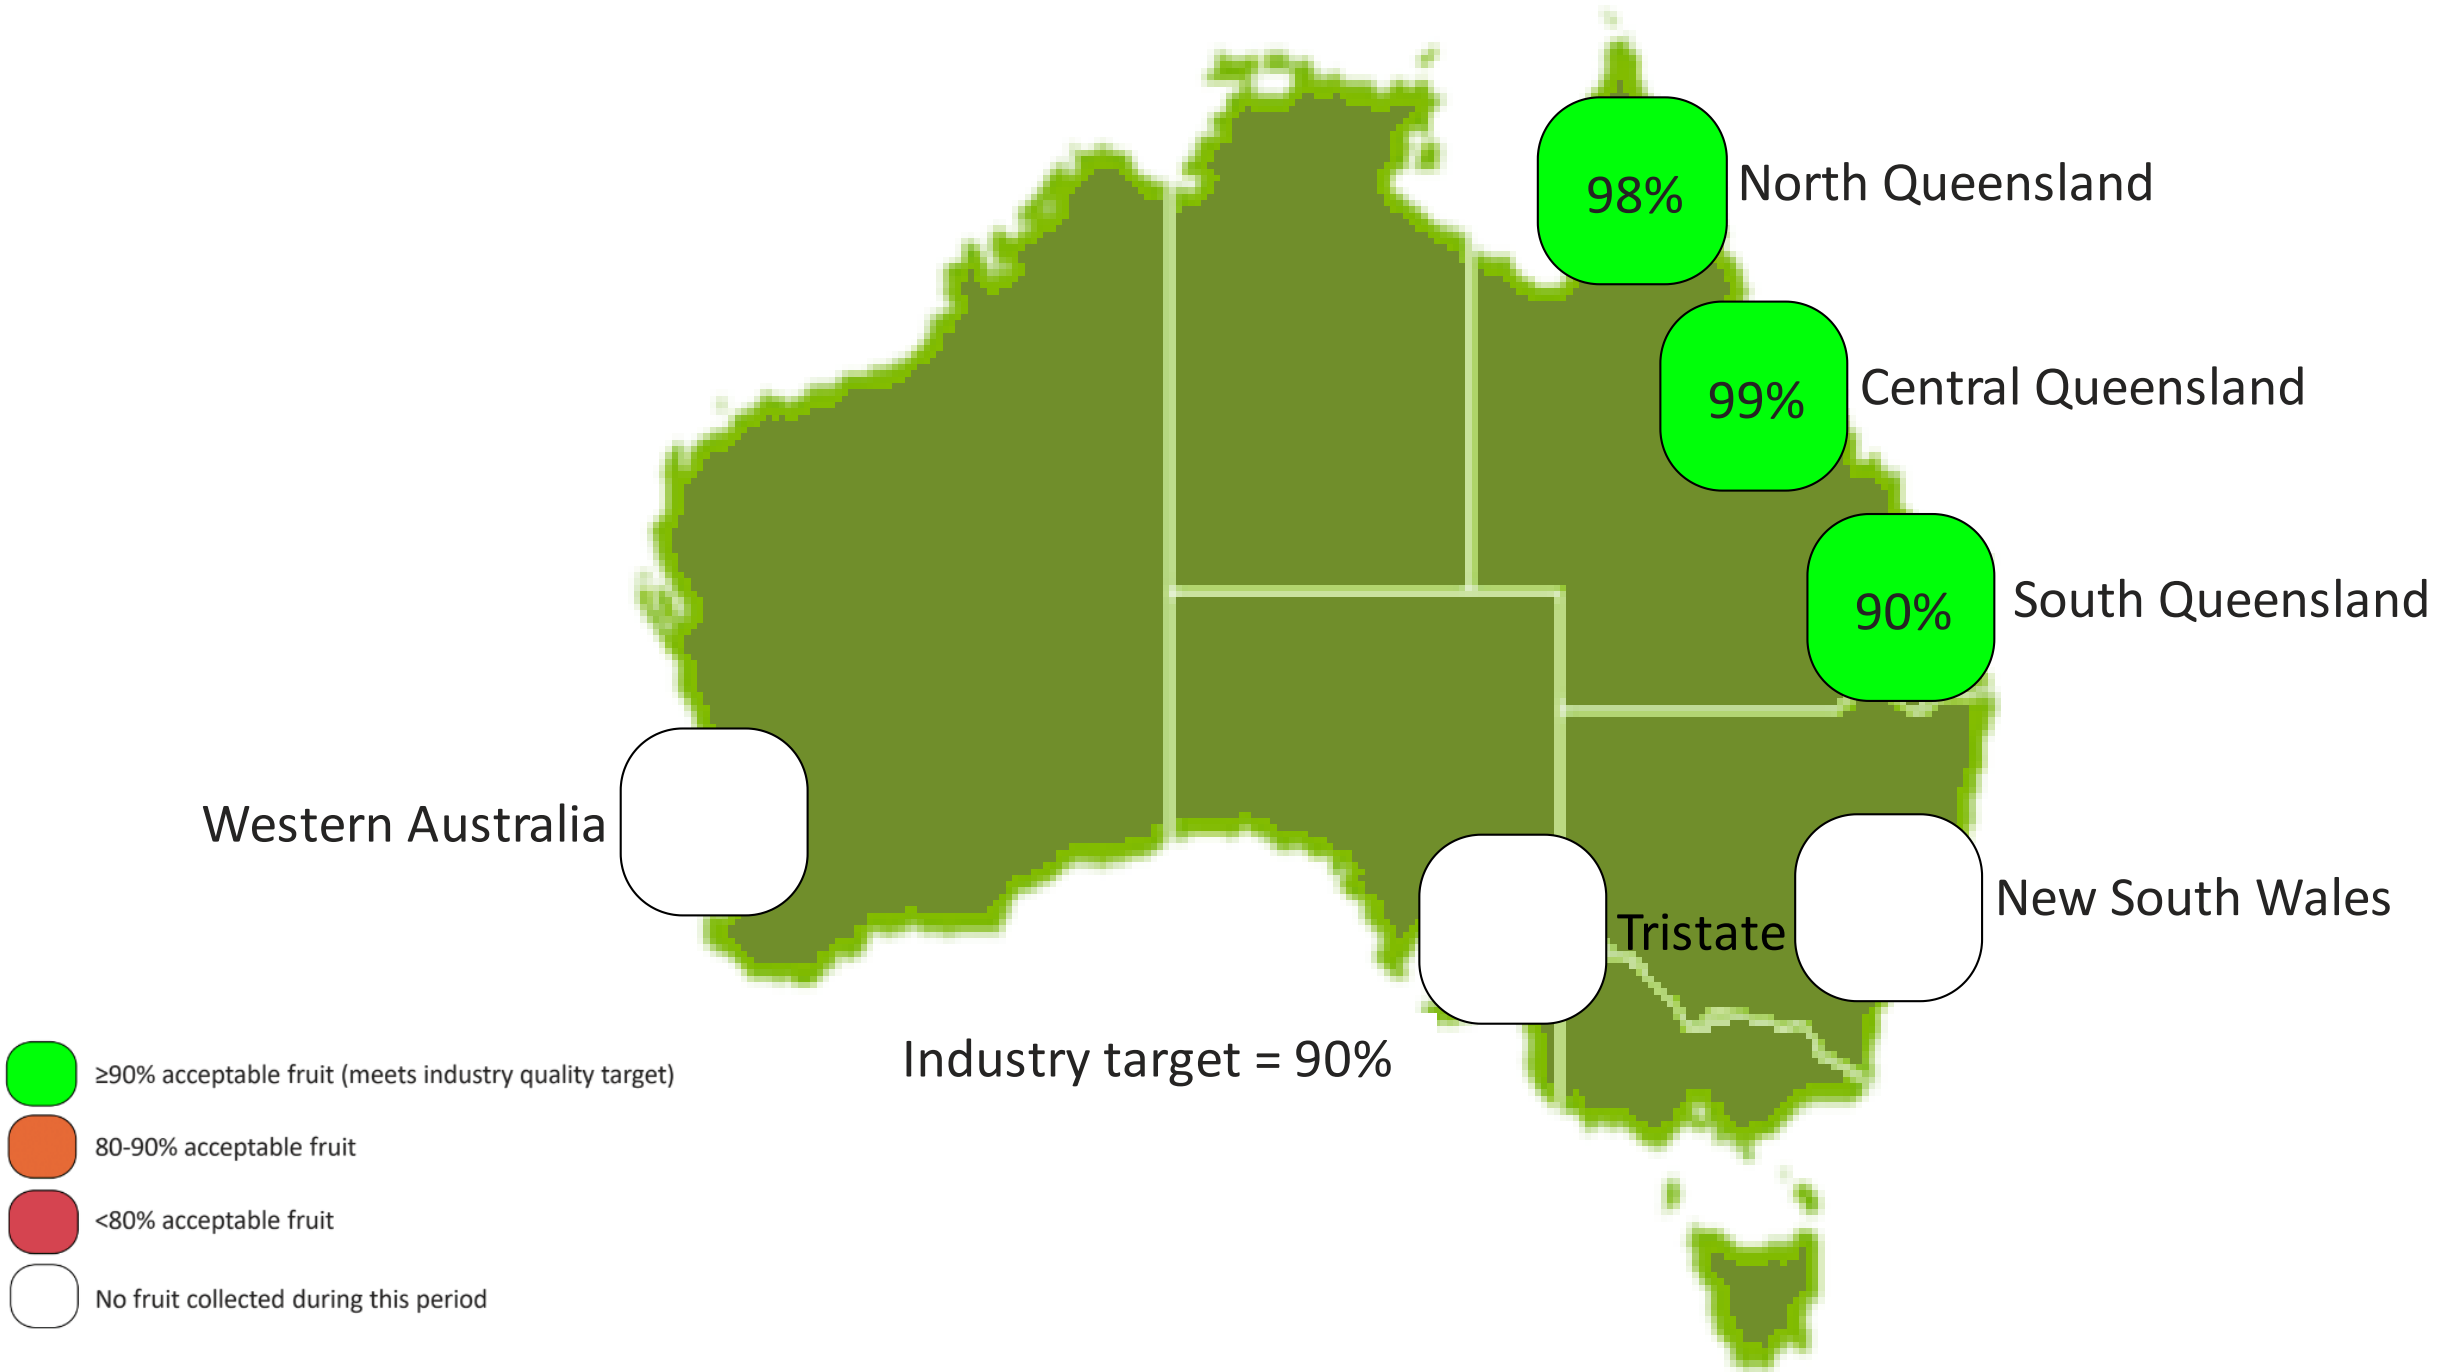 98%
North Queensland
99%
Central Queensland
90%
South Queensland
Western Australia
New South Wales
Tristate
Industry target = 90%
≥90% acceptable fruit (meets industry quality target)
80-90% acceptable fruit
<80% acceptable fruit
No fruit collected during this period